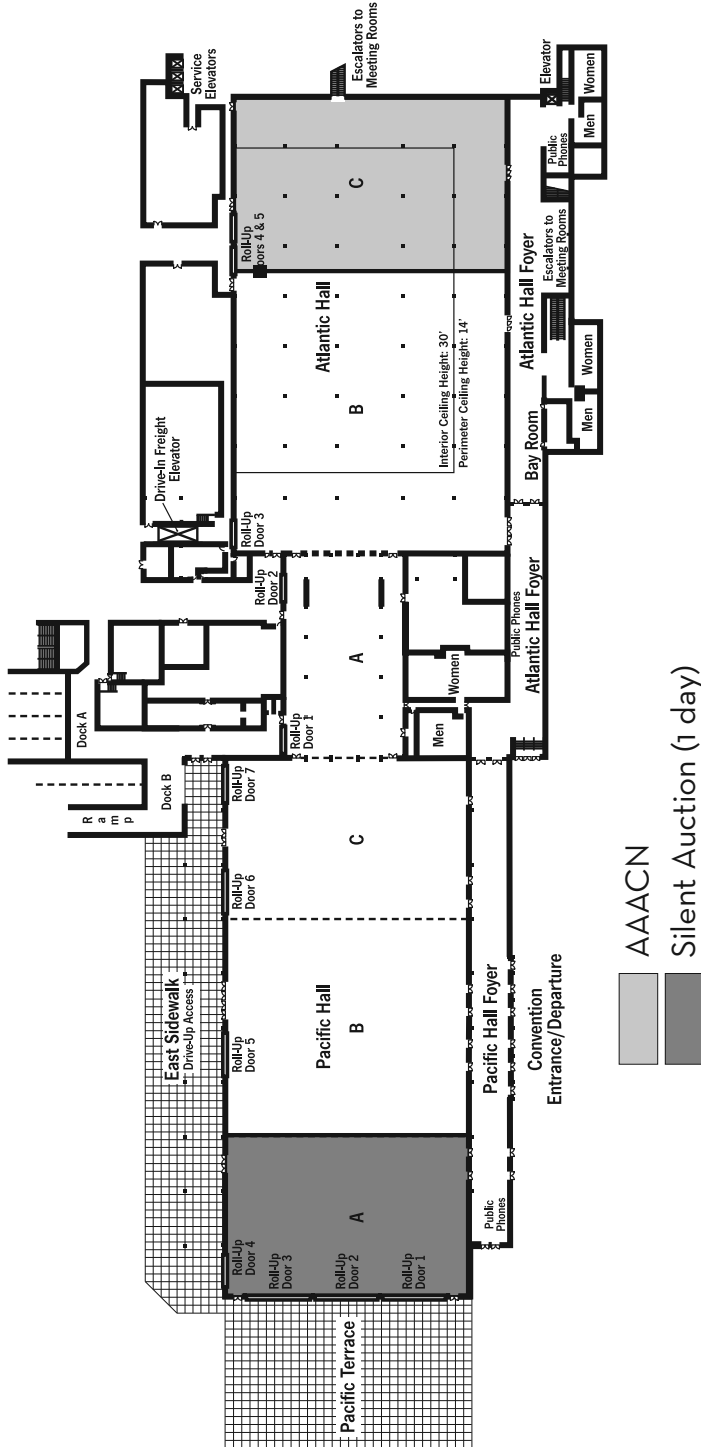 Service
Elevators
Escalators to
Meeting Rooms
Elevator
Women
Men
Public
Phones
Roll-Up
oors 4 & 5
C
Atlantic Hall
B
Interior Ceiling Height: 30'
Perimeter Ceiling Height: 14'
Atlantic Hall Foyer
Escalators to
Meeting Rooms
Women
Men
Bay Room
Drive-In Freight
Elevator
Roll-Up
Door 3
Roll-Up
Door 2
A
Roll-Up
Door 1
Women
Men
Public Phones
Atlantic Hall Foyer
Dock A
Dock B
Ramp
Roll-Up
Door 7
Roll-Up
Door 6
C
East Sidewalk
Drive-Up Access
Roll-Up
Door 5
Pacific Hall
B
Pacific Hall Foyer
Convention
Entrance/Departure
A
Public
Phones
Roll-Up
Door 4
Roll-Up
Door 3
Roll-Up
Door 2
Roll-Up
Door 1
Pacific Terrace
AAACN
Silent Auction (1 day)